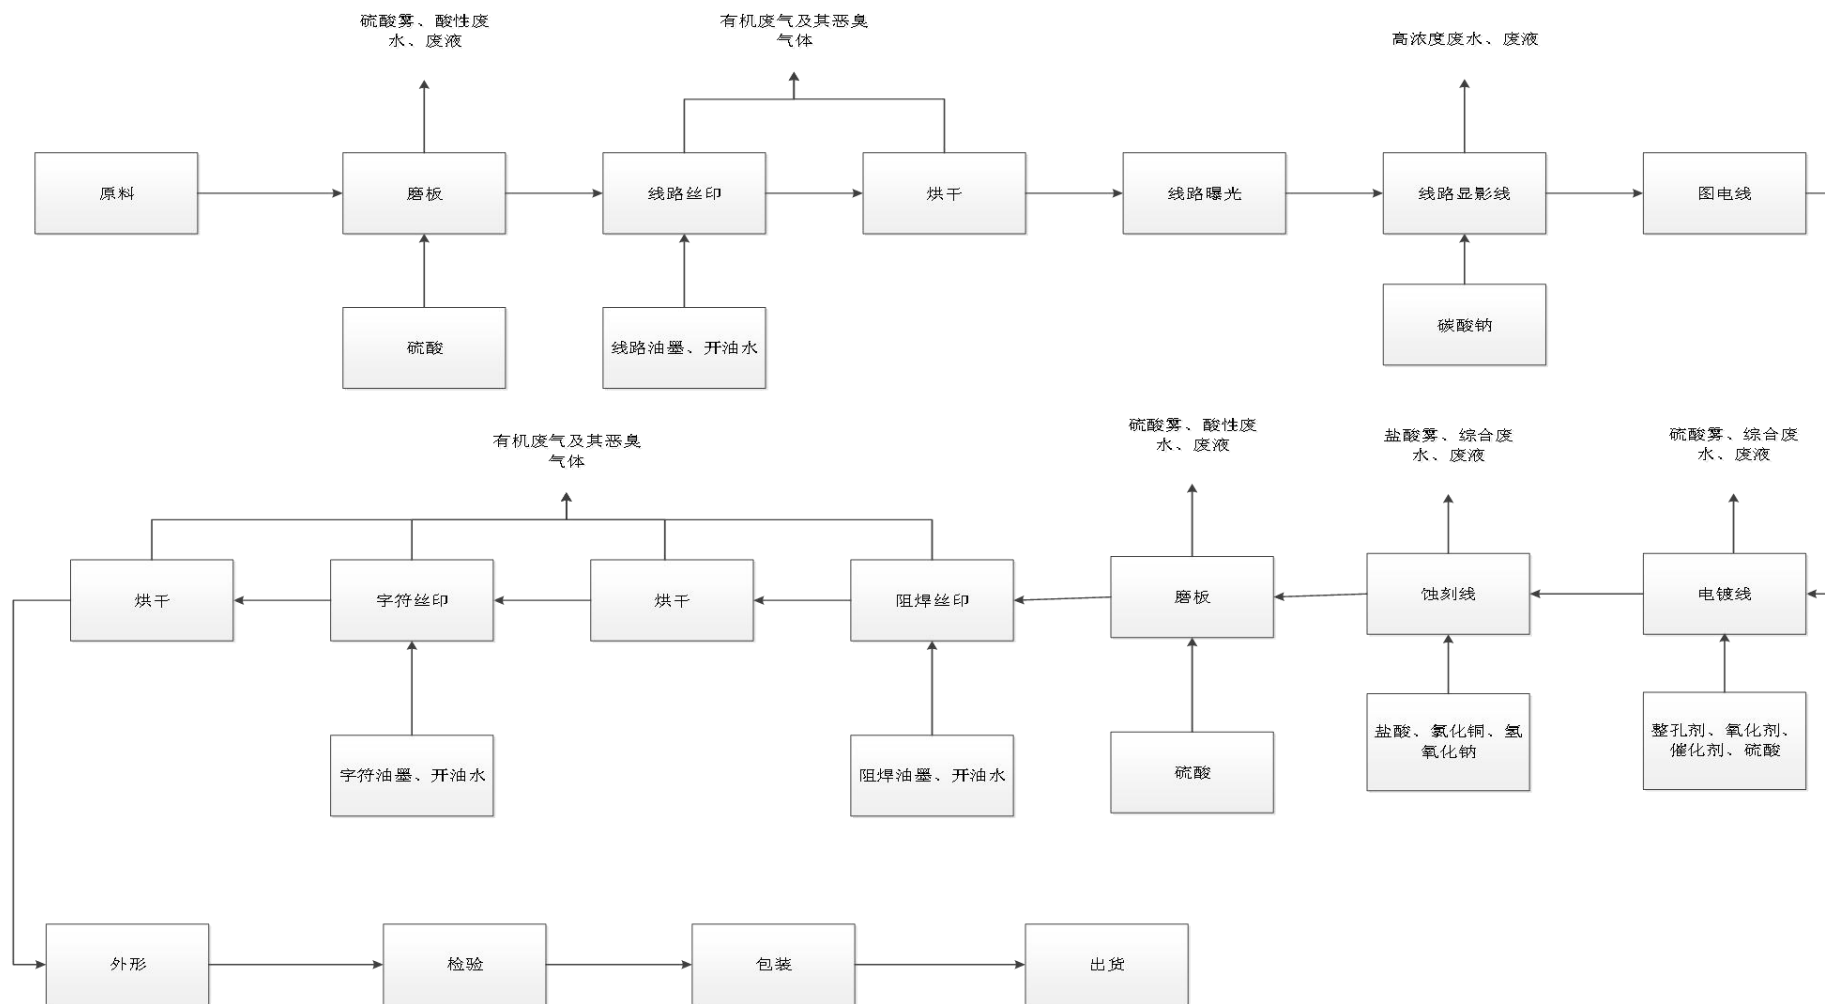 硫酸雾、酸性废
水、废液
有机废气及其恶臭
气体
高浓度废水、废液
原料
磨板
线路丝印
烘干
线路曝光
线路显影线
图电线
硫酸
线路油墨、开油水
碳酸钠
有机废气及其恶臭
气体
硫酸雾、酸性废
水、废液
盐酸雾、综合废
水、废液
硫酸雾、综合废
水、废液
烘干
字符丝印
烘干
阻焊丝印
磨板
蚀刻线
电镀线
字符油墨、开油水
阻焊油墨、开油水
硫酸
盐酸、氯化铜、氢
氧化钠
整孔剂、氧化剂、
催化剂、硫酸
外形
检验
包装
出货